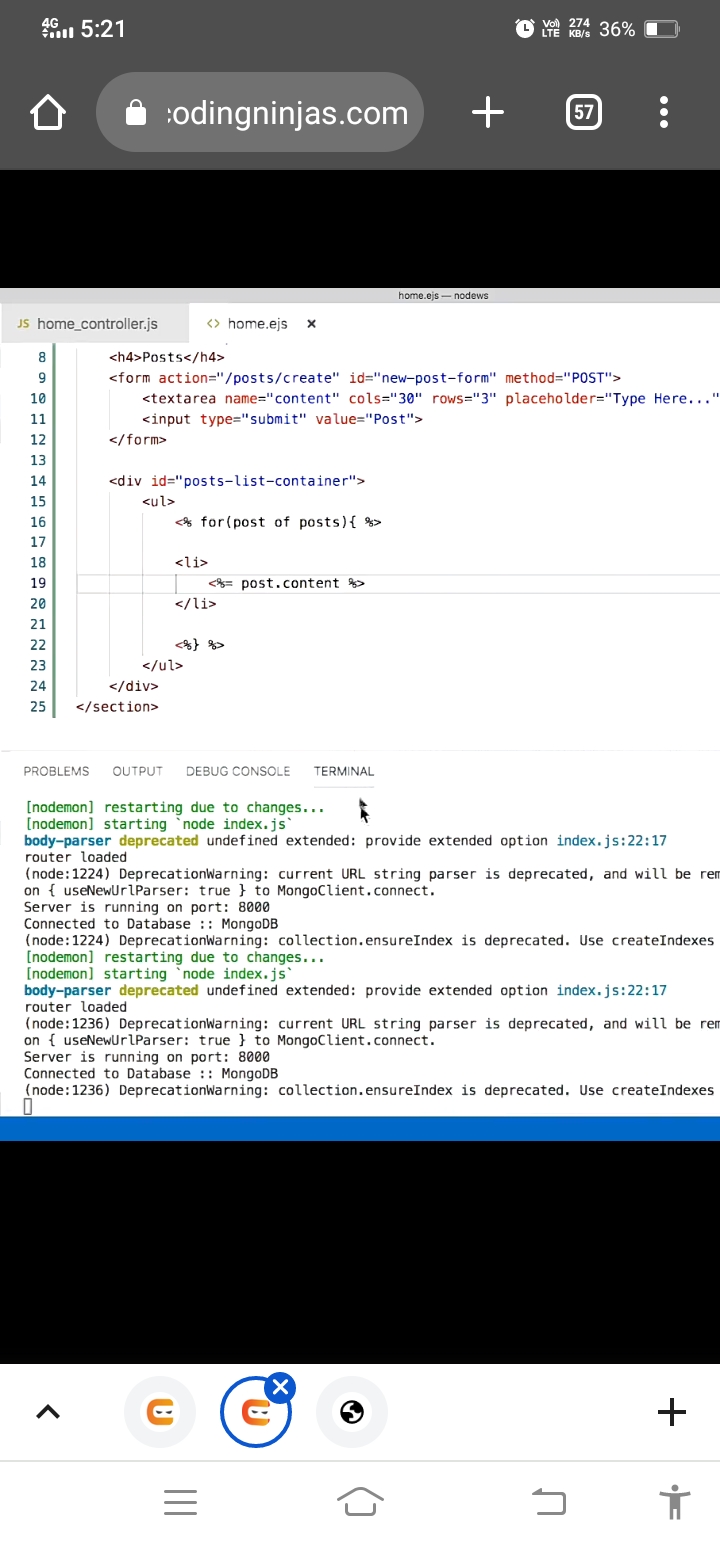 4G 5:21 Vo) LTE 274 KB/s 36%
:odingninjas.com 57
home.ejs — nodews
JS home_controller.js <> home.ejs ×
8 <h4>Posts</h4>
9 <form action="/posts/create" id="new-post-form" method="POST">
10 <textarea name="content" cols="30" rows="3" placeholder="Type Here..."
11 <input type="submit" value="Post">
12 </form>
13
14 <div id="posts-list-container">
15 <ul>
16 <% for(post of posts){ %>
17
18 <li>
19 <%= post.content %>
20 </li>
21
22 <%} %>
23 </ul>
24 </div>
25 </section>
PROBLEMS OUTPUT DEBUG CONSOLE TERMINAL
[nodemon] restarting due to changes...
[nodemon] starting `node index.js`
body-parser deprecated undefined extended: provide extended option index.js:22:17
router loaded
(node:1224) DeprecationWarning: current URL string parser is deprecated, and will be rem
on { useNewUrlParser: true } to MongoClient.connect.
Server is running on port: 8000
Connected to Database :: MongoDB
(node:1224) DeprecationWarning: collection.ensureIndex is deprecated. Use createIndexes
[nodemon] restarting due to changes...
[nodemon] starting `node index.js`
body-parser deprecated undefined extended: provide extended option index.js:22:17
router loaded
(node:1236) DeprecationWarning: current URL string parser is deprecated, and will be rem
on { useNewUrlParser: true } to MongoClient.connect.
Server is running on port: 8000
Connected to Database :: MongoDB
(node:1236) DeprecationWarning: collection.ensureIndex is deprecated. Use createIndexes